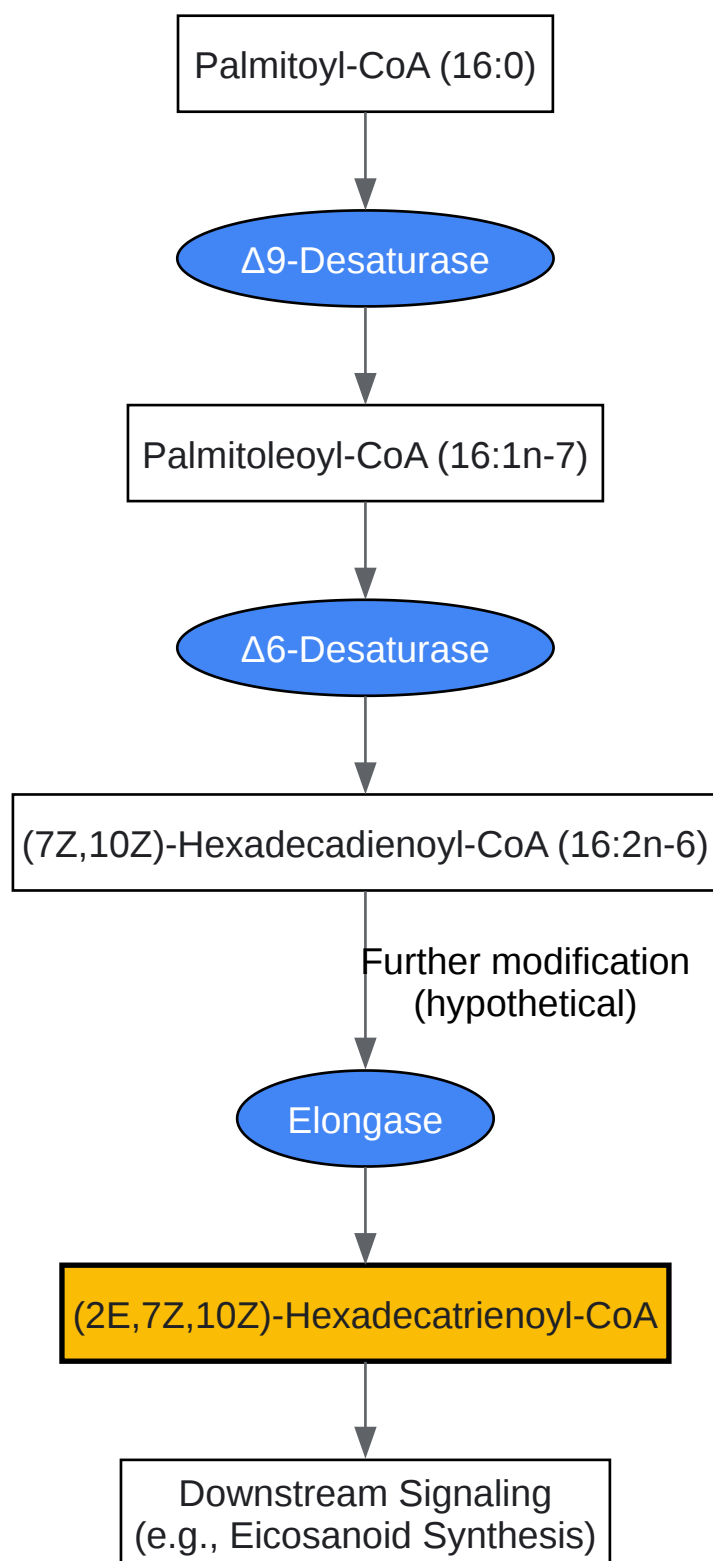 Palmitoyl-CoA (16:0)
Δ9-Desaturase
Palmitoleoyl-CoA (16:1n-7)
Δ6-Desaturase
(7Z,10Z)-Hexadecadienoyl-CoA (16:2n-6)
Further modification
(hypothetical)
Elongase
(2E,7Z,10Z)-Hexadecatrienoyl-CoA
Downstream Signaling
(e.g., Eicosanoid Synthesis)